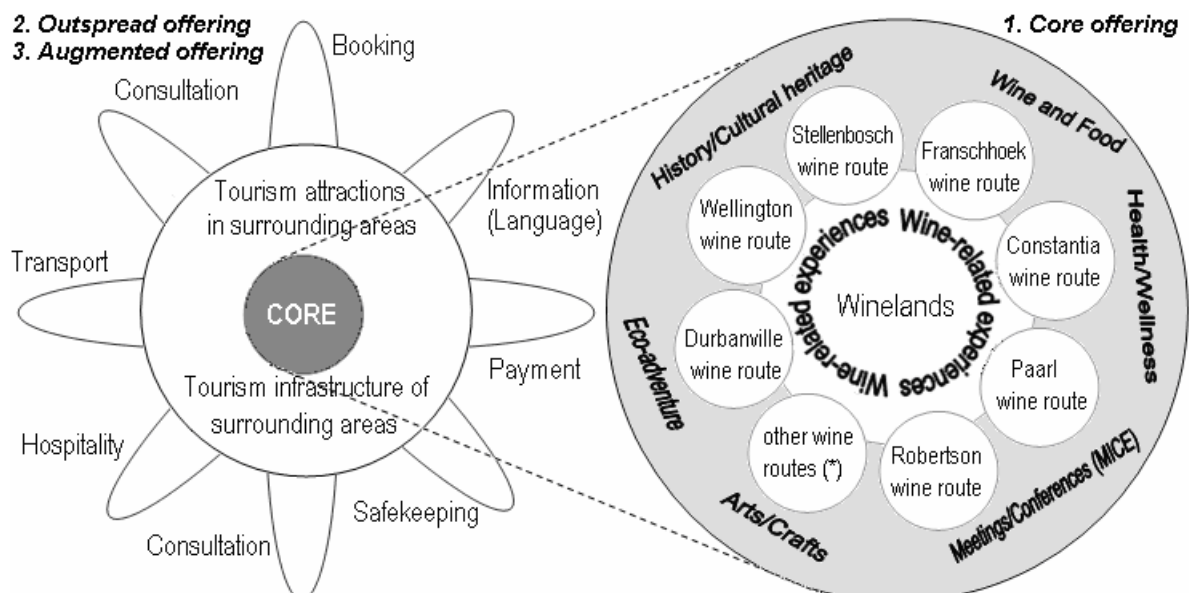 2. Outspread offering
3. Augmented offering
Booking
Consultation
Tourism attractions
in surrounding areas
Information
(Language)
Transport
CORE
Payment
Tourism infrastructure of
surrounding areas
Hospitality
Safekeeping
Consultation
1. Core offering
History/Cultural heritage
Wine and Food
Health/Wellness
Meetings/Conferences (MICE)
Arts/Crafts
Eco-adventure
Stellenbosch
wine route
Franschhoek
wine route
Constantia
wine route
Paarl
wine route
Robertson
wine route
other wine
routes (*)
Durbanville
wine route
Wellington
wine route
Wine-related experiences
Wine-related experiences
Winelands